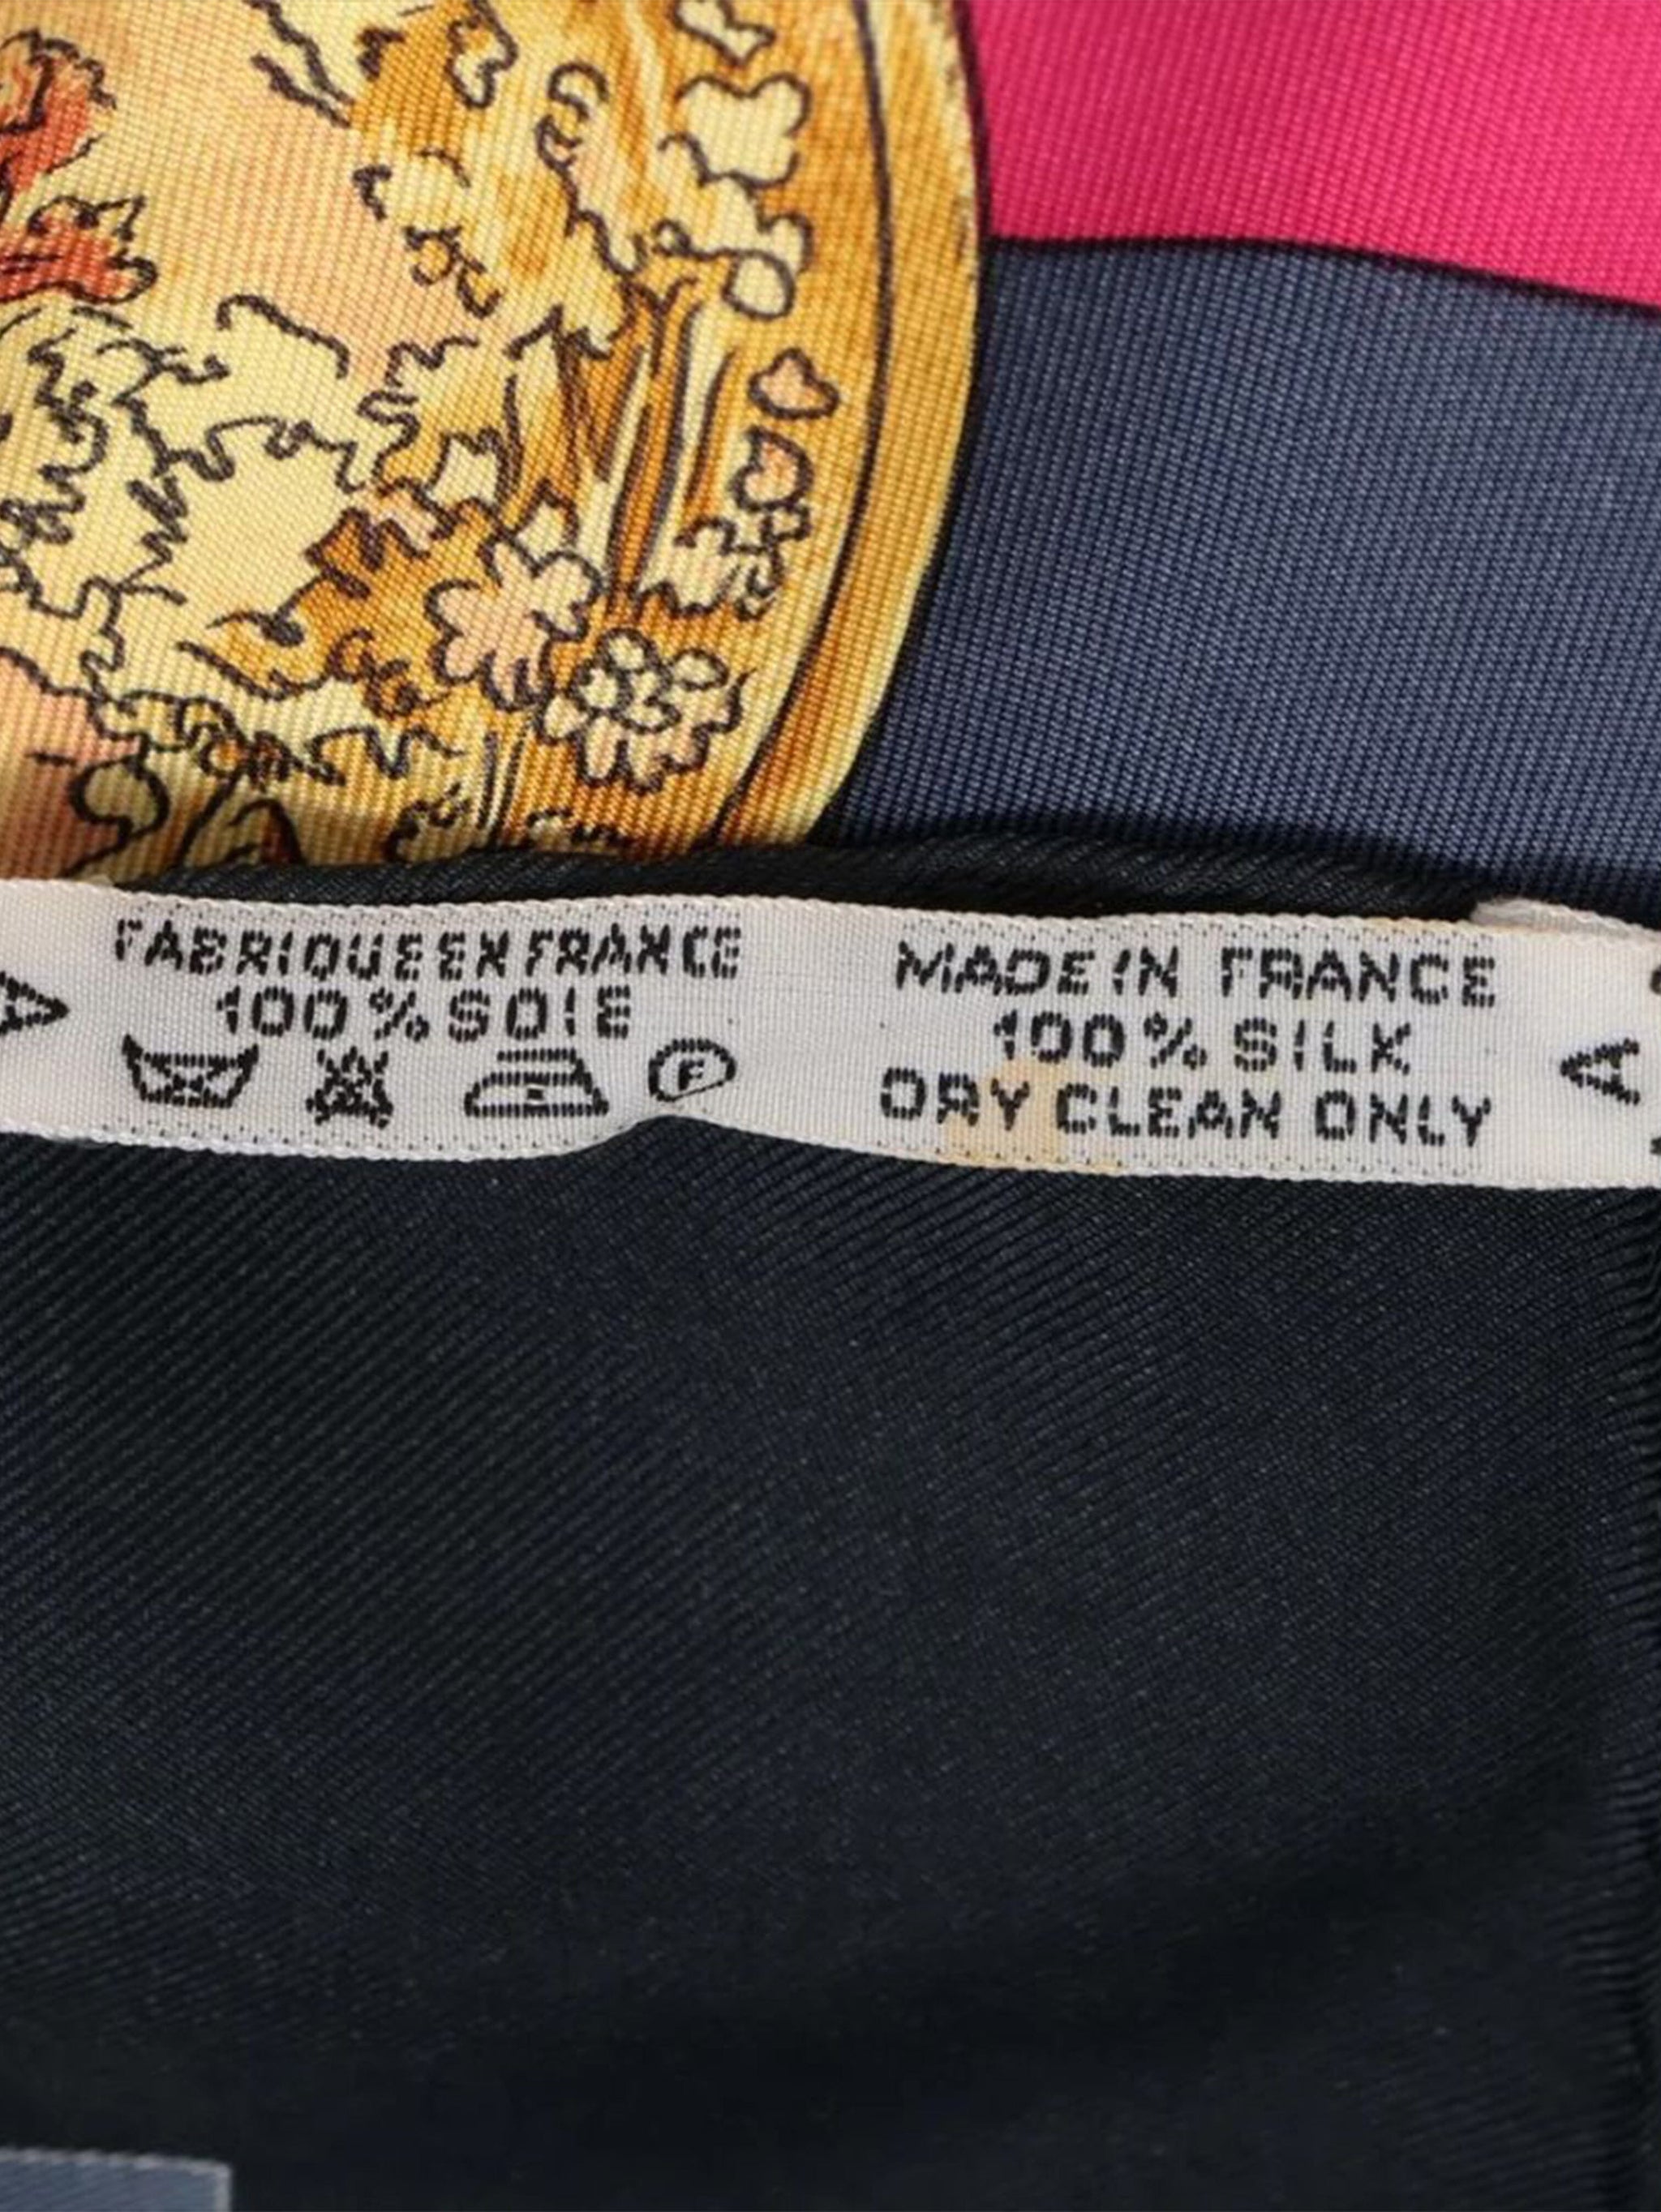 FABRIQUE EN FRANCE
100% SOIE
F
MADE IN FRANCE
100% SILK
DRY CLEAN ONLY
A